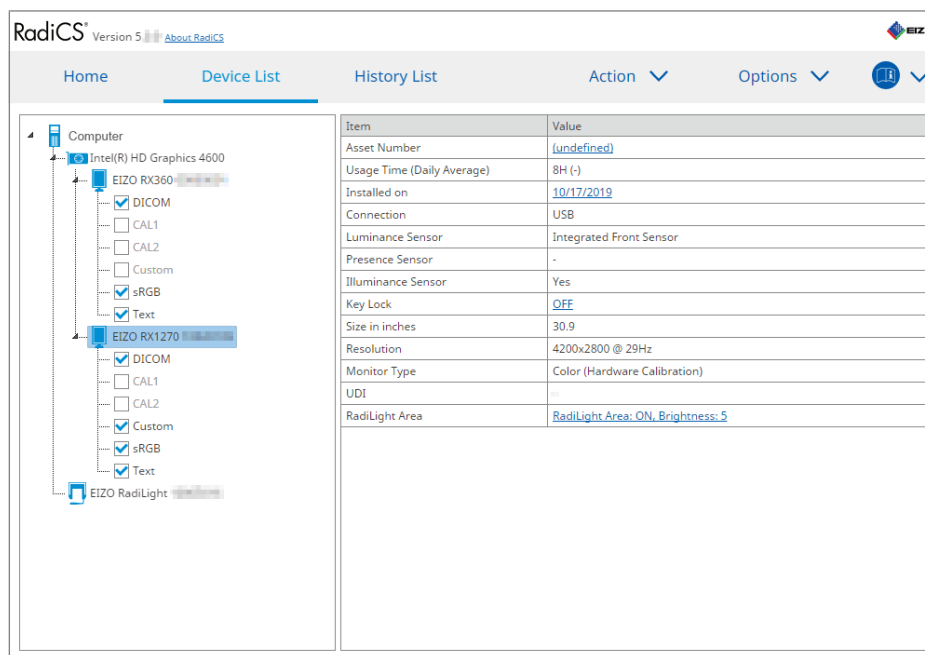 RadiCS® Version 5. About RadiCS
EIZ
Home Device List History List Action Options
Computer
Intel(R) HD Graphics 4600
EIZO RX360
DICOM
CAL1
CAL2
Custom
sRGB
Text
EIZO RX1270
DICOM
CAL1
CAL2
Custom
sRGB
Text
EIZO RadiLight
Item Value
Asset Number (undefined)
Usage Time (Daily Average) 8H (-)
Installed on 10/17/2019
Connection USB
Luminance Sensor Integrated Front Sensor
Presence Sensor -
Illuminance Sensor Yes
Key Lock OFF
Size in inches 30.9
Resolution 4200x2800 @ 29Hz
Monitor Type Color (Hardware Calibration)
UDI
RadiLight Area RadiLight Area: ON, Brightness: 5